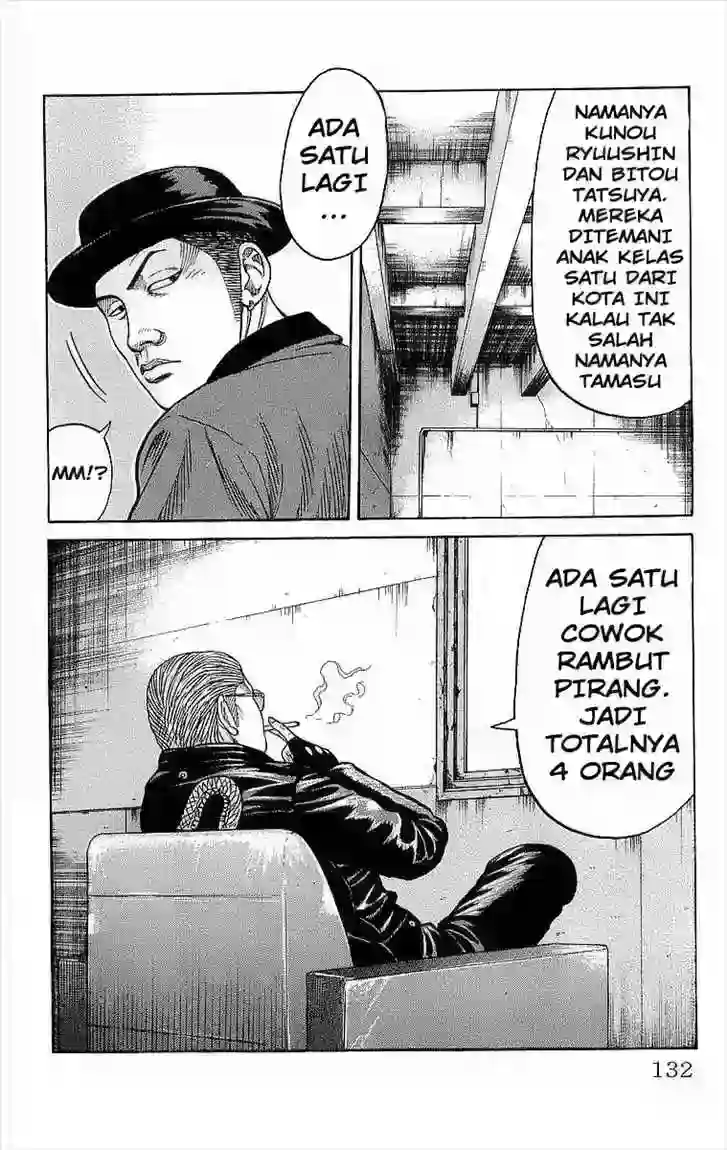 NAMANYA
KUNOU
RYUUSHIN
DAN BITOU
TATSUYA.
MEREKA
DITEMANI
ANAK KELAS
SATU DARI
KOTA INI
KALAU TAK
SALAH
NAMANYA
TAMASU
ADA
SATU
LAGI
...
MM!?
ADA SATU
LAGI
COWOK
RAMBUT
PIRANG.
JADI
TOTALNYA
4 ORANG
132